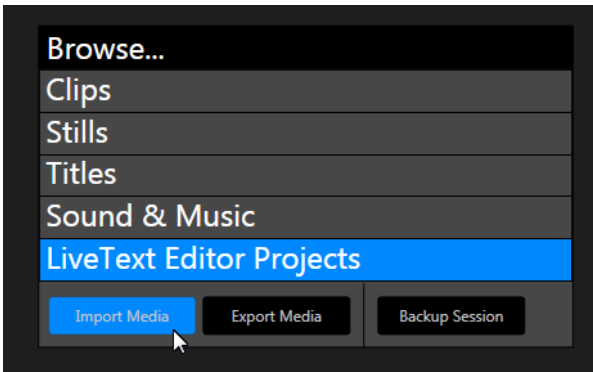 Browse...
Clips
Stills
Titles
Sound & Music
LiveText Editor Projects
Import Media Export Media Backup Session